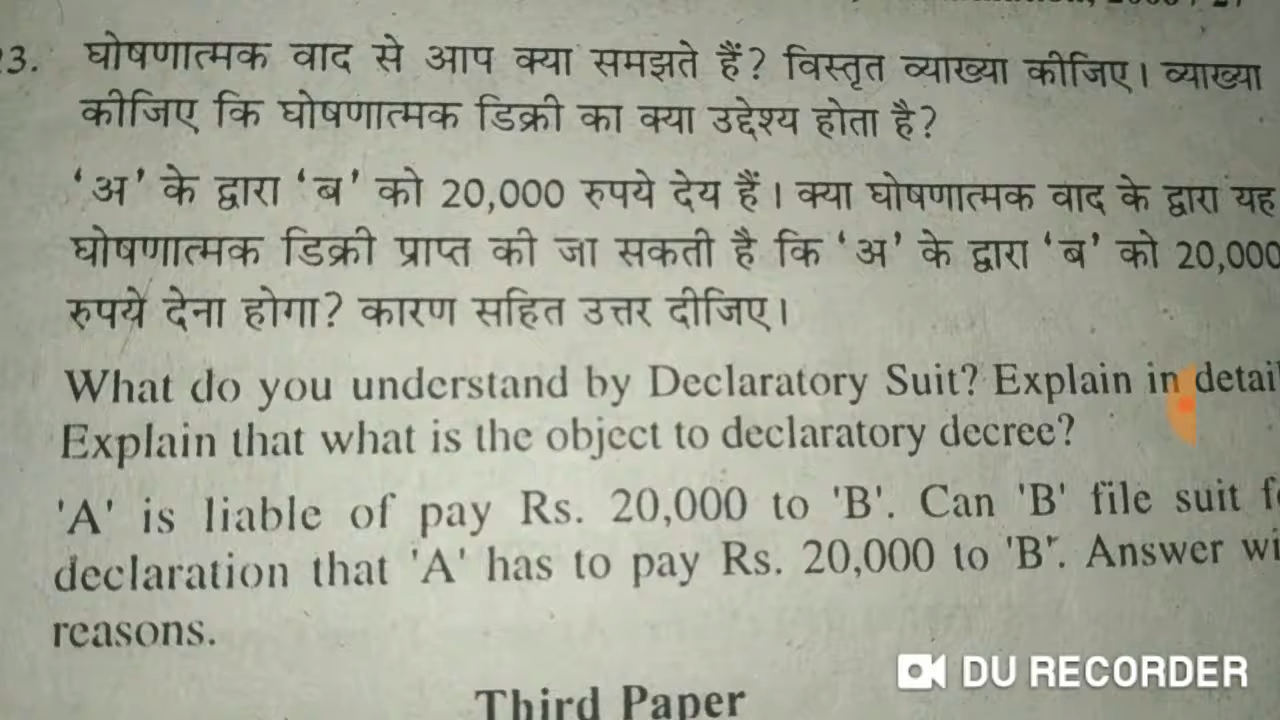 3. घोषणात्मक वाद से आप क्या समझते हैं? विस्तृत व्याख्या कीजिए। व्याख्या
कीजिए कि घोषणात्मक डिक्री का क्या उद्देश्य होता है?
'अ' के द्वारा 'ब' को 20,000 रुपये देय हैं। क्या घोषणात्मक वाद के द्वारा यह
घोषणात्मक डिक्री प्राप्त की जा सकती है कि 'अ' के द्वारा 'ब' को 20,000
रुपये देना होगा? कारण सहित उत्तर दीजिए।
What do you understand by Declaratory Suit? Explain in detail
Explain that what is the object to declaratory decree?
'A' is liable of pay Rs. 20,000 to 'B'. Can 'B' file suit
declaration that 'A' has to pay Rs. 20,000 to 'B'. Answer
reasons.
Third Paper
DU RECORDER